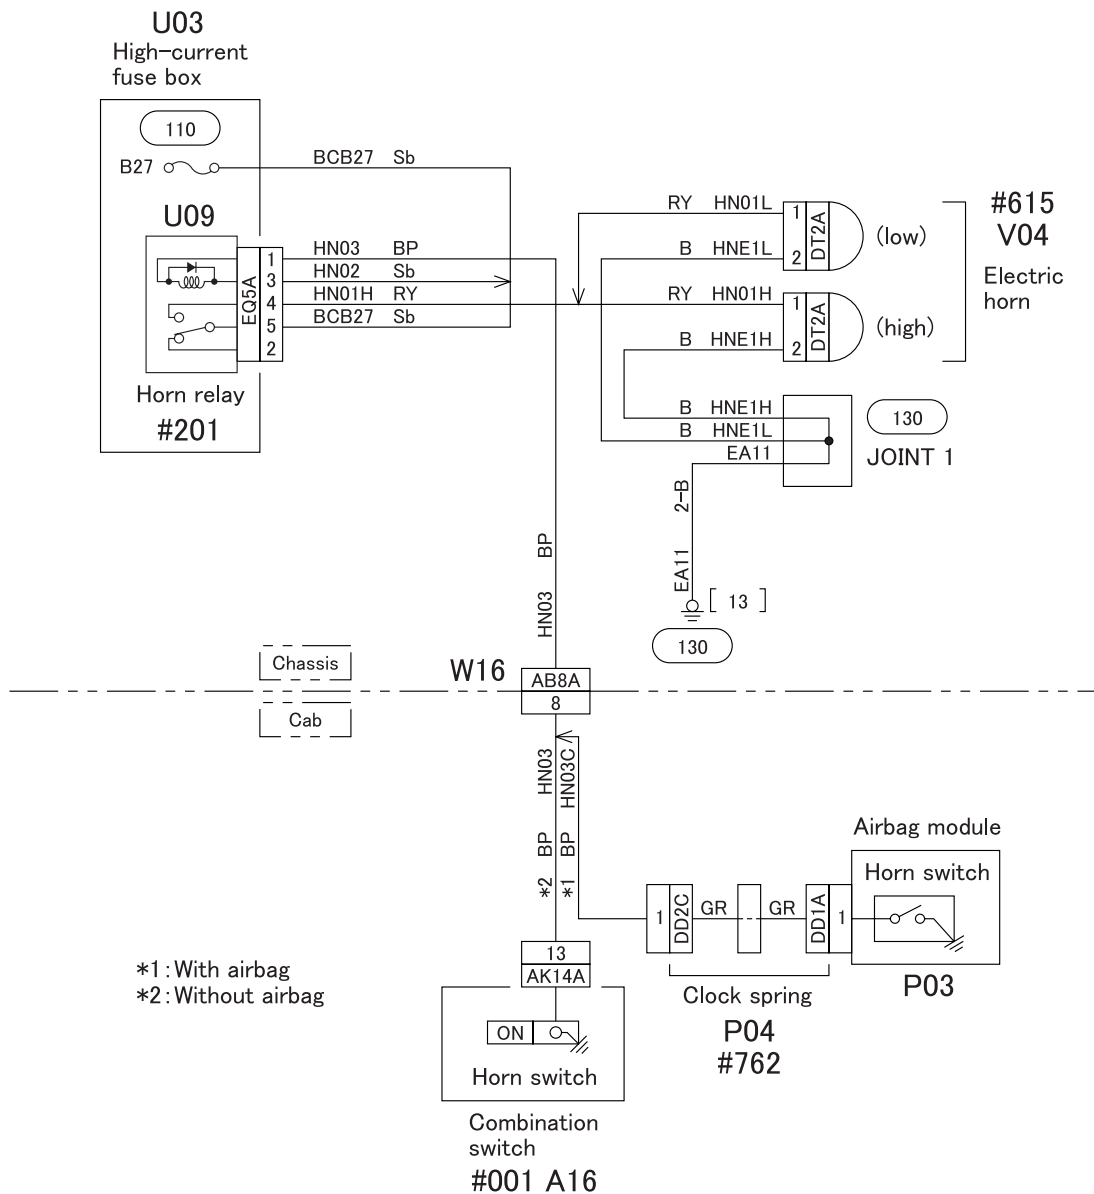 U03
High-current
fuse box
110
B27
BCB27 Sb
U09
EQ5A
1
3
4
5
2
HN03 BP
HN02 Sb
HN01H RY
BCB27 Sb
Horn relay
#201
RY HN01L
1
B HNE1L
2
DT2A
(low)
RY HN01H
1
B HNE1H
2
DT2A
(high)
#615
V04
Electric
horn
B HNE1H
B HNE1L
EA11
130
JOINT 1
EA11 2-B
[ 13 ]
130
HN03 BP
Chassis
W16
AB8A
8
Cab
*2 BP HN03
*1 BP HN03C
Airbag module
Horn switch
1
DD2C
GR
GR
DD1A
1
P03
Clock spring
P04
#762
*1:With airbag
*2:Without airbag
13
AK14A
ON
Horn switch
Combination
switch
#001 A16